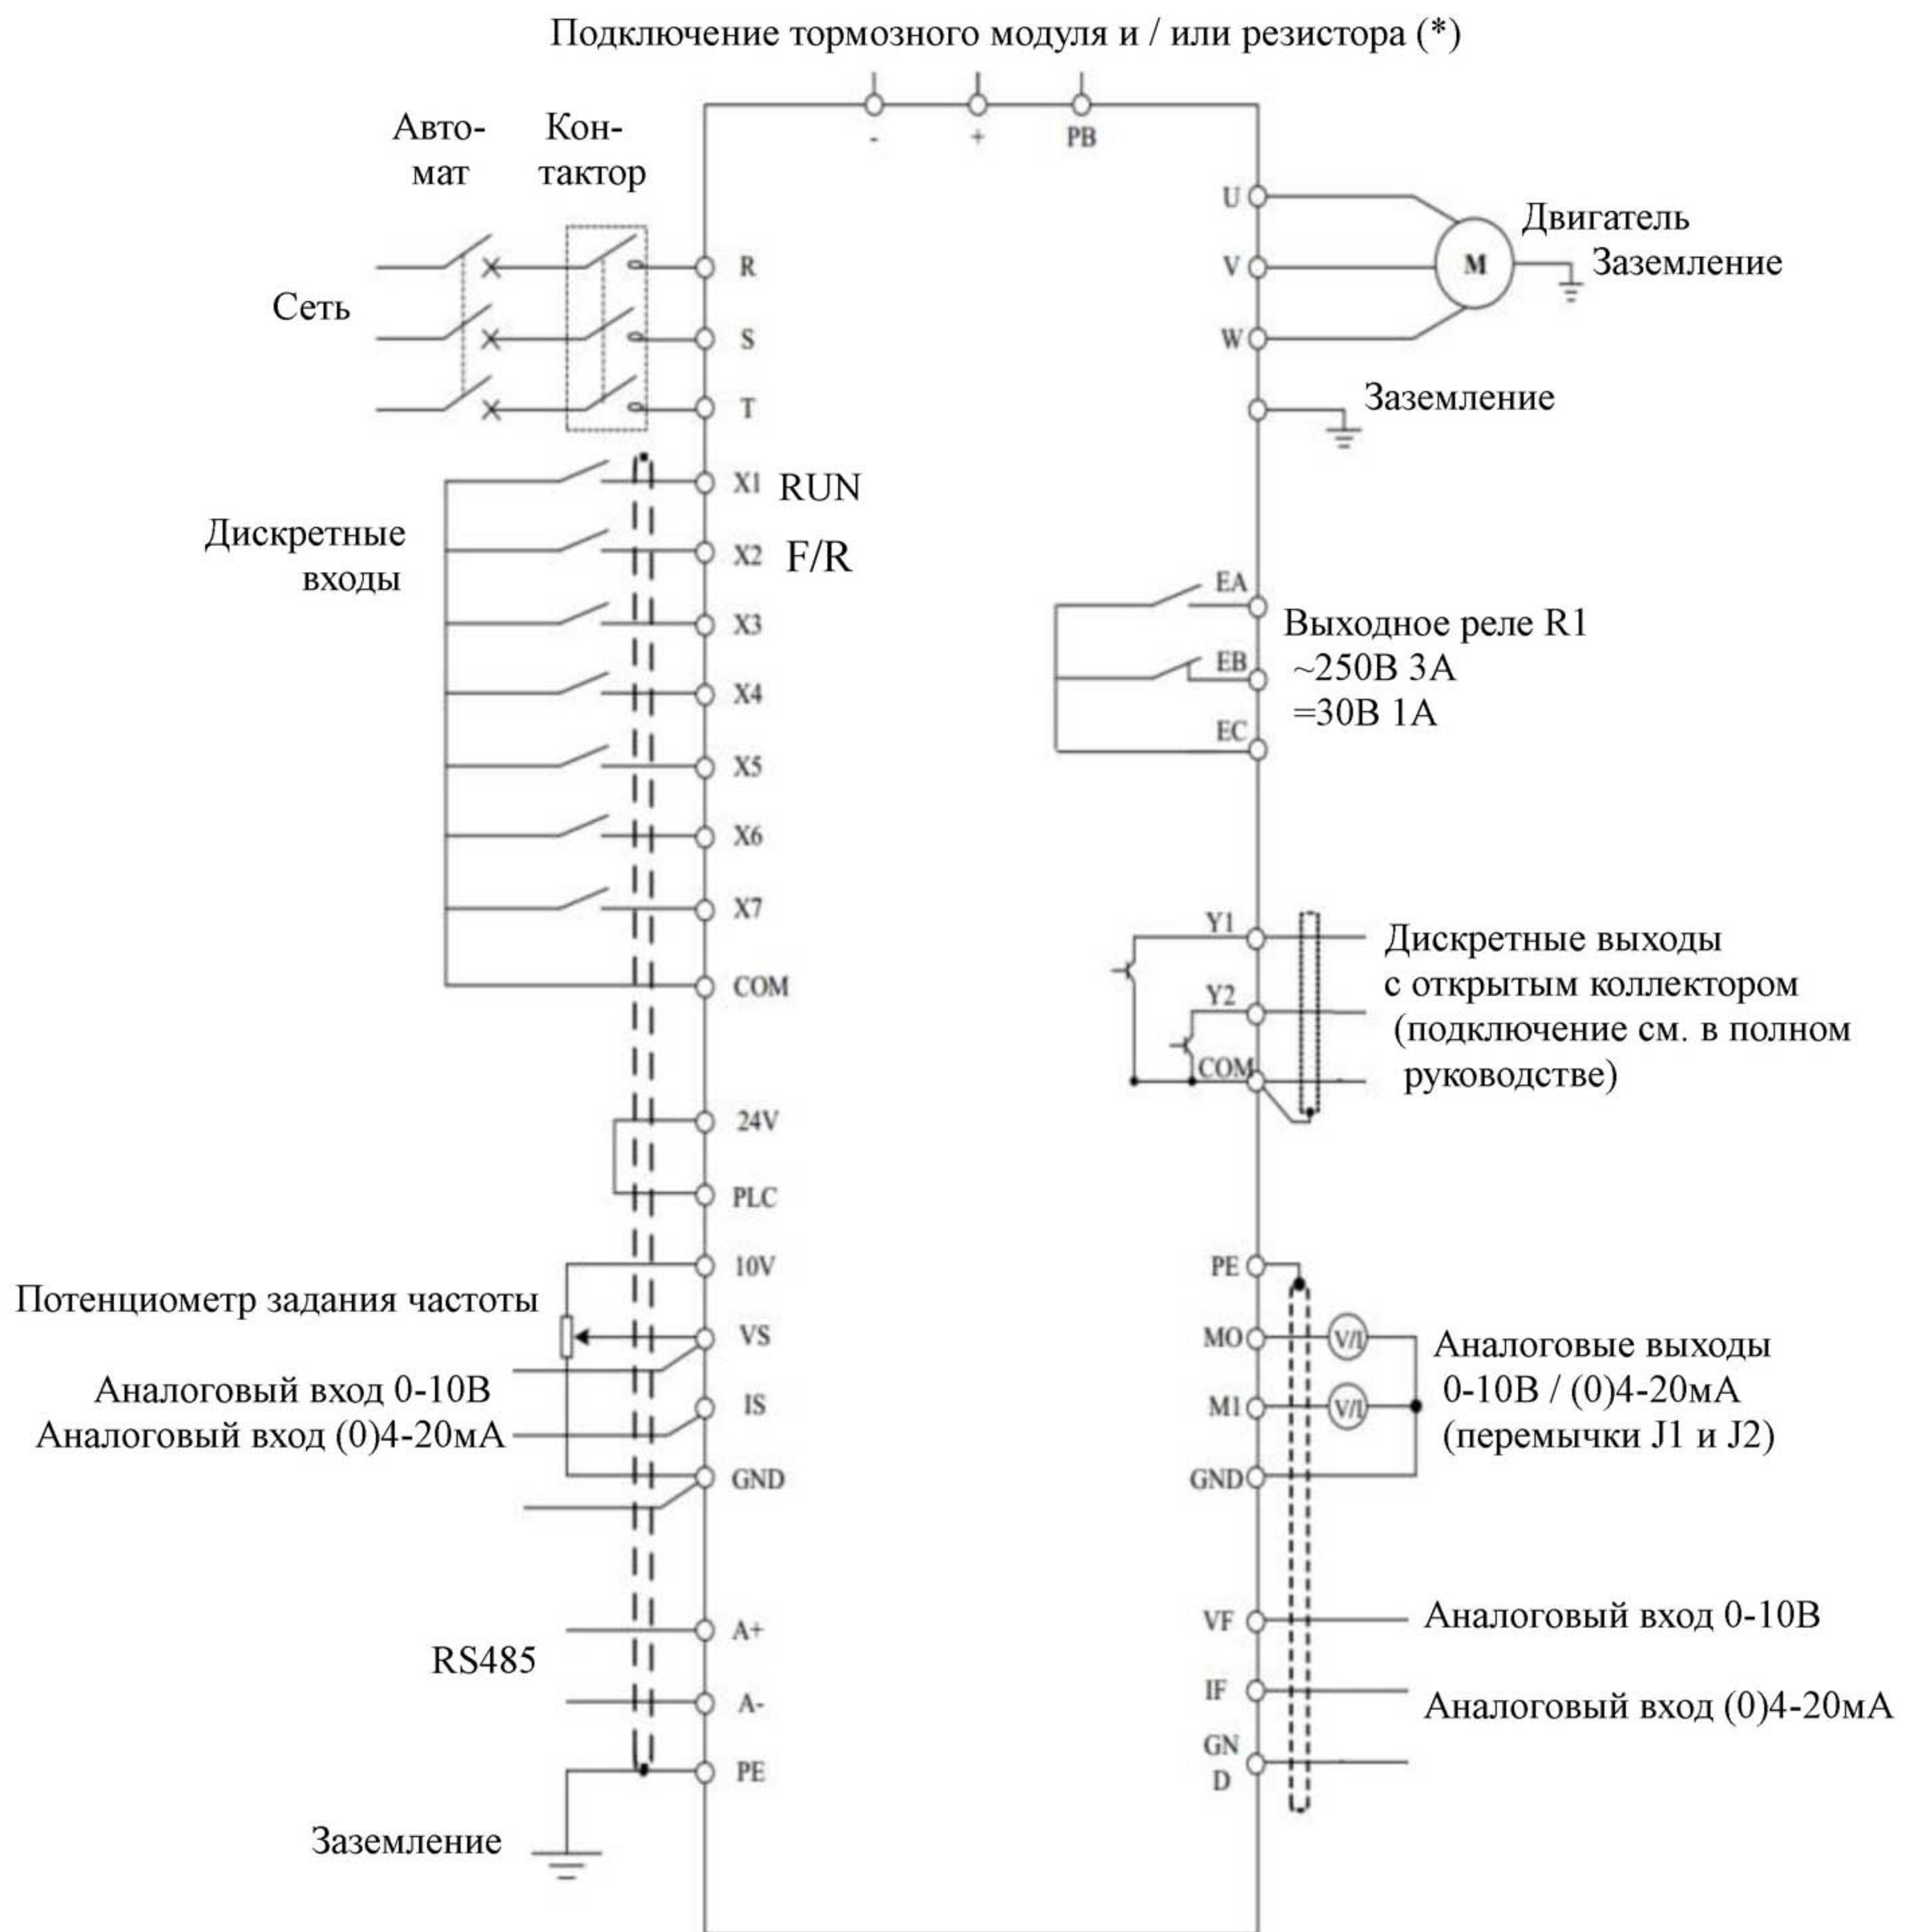 Подключение тормозного модуля и / или резистора (*)
- + PB
Авто-
мат
Кон-
тактор
Сеть
R
S
T
U
V
W
M
Двигатель
Заземление
Заземление
Дискретные
входы
X1 RUN
X2 F/R
X3
X4
X5
X6
X7
COM
24V
PLC
10V
Потенциометр задания частоты
VS
Аналоговый вход 0-10В
IS
Аналоговый вход (0)4-20мА
GND
RS485
A+
A-
PE
Заземление
EA
EB
EC
Выходное реле R1
~250В 3А
=30В 1А
Y1
Y2
COM
Дискретные выходы
с открытым коллектором
(подключение см. в полном
руководстве)
PE
MO V/I
M1 V/I
GND
Аналоговые выходы
0-10В / (0)4-20мА
(перемычки J1 и J2)
VF
Аналоговый вход 0-10В
IF
Аналоговый вход (0)4-20мА
GN
D